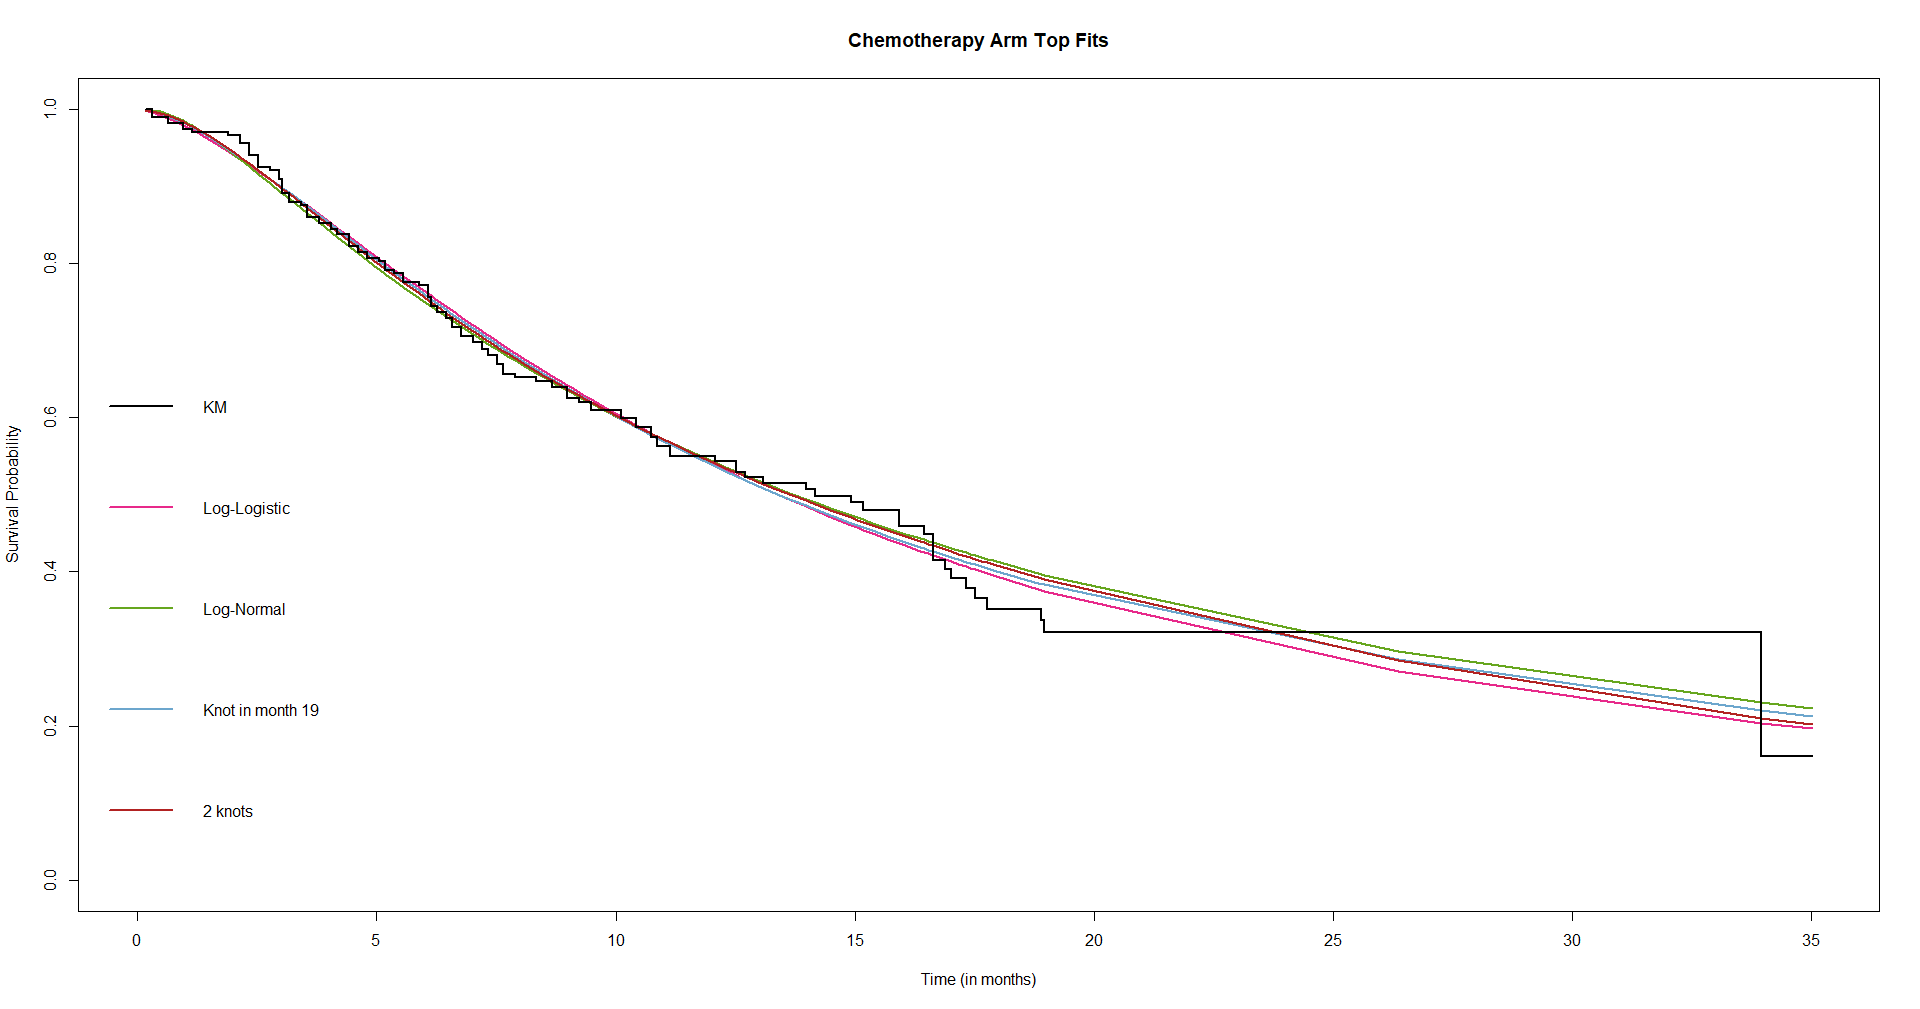 Chemotherapy Arm Top Fits
Survival Probability
1.0
0.8
0.6
0.4
0.2
0.0
KM
Log-Logistic
Log-Normal
Knot in month 19
2 knots
0 5 10 15 20 25 30 35
Time (in months)